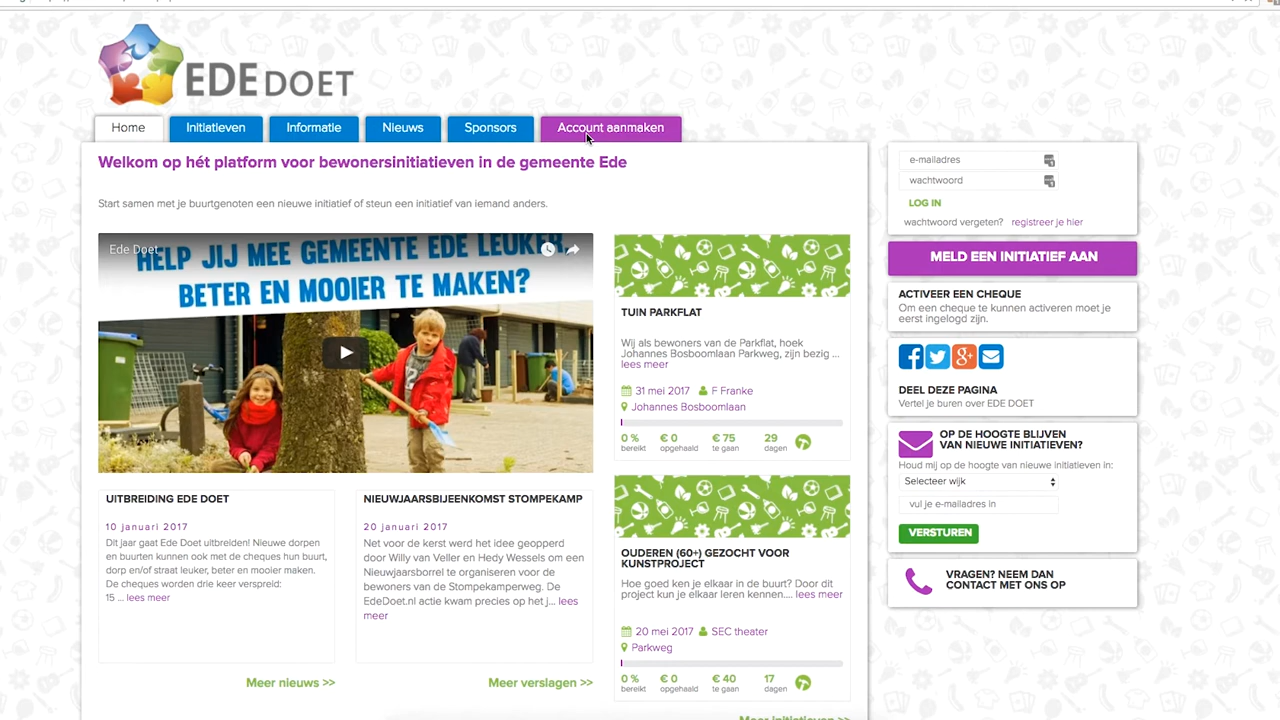 EDE DOET
Home
Initiatieven
Informatie
Nieuws
Sponsors
Account aanmaken
Welkom op hét platform voor bewonersinitiatieven in de gemeente Ede
Start samen met je buurtgenoten een nieuwe initiatief of steun een initiatief van iemand anders.
Ede Doet
HELP JIJ MEE GEMEENTE EDE LEUKER,
BETER EN MOOIER TE MAKEN?
UITBREIDING EDE DOET
10 januari 2017
Dit jaar gaat Ede Doet uitbreiden! Nieuwe dorpen
en buurten kunnen ook met de cheques hun buurt,
dorp en/of straat leuker, beter en mooier maken.
De cheques worden drie keer verspreid:
15 ... lees meer
Meer nieuws >>
NIEUWJAARSBIJEENKOMST STOMPEKAMP
20 januari 2017
Net voor de kerst werd het idee geopperd
door Willy van Veller en Hedy Wessels om een
Nieuwjaarsborrel te organiseren voor de
bewoners van de Stompekamperweg. De
EdeDoet.nl actie kwam precies op het j... lees
meer
Meer verslagen >>
TUIN PARKFLAT
Wij als bewoners van de Parkflat, hoek
Johannes Bosboomlaan Parkweg, zijn bezig ...
lees meer
31 mei 2017 F Franke
Johannes Bosboomlaan
0 % € 0 € 75 29
bereikt opgehaald te gaan dagen
OUDEREN (60+) GEZOCHT VOOR
KUNSTPROJECT
Hoe goed ken je elkaar in de buurt? Door dit
project kun je elkaar leren kennen.... lees meer
20 mei 2017 SEC theater
Parkweg
0 % € 0 € 40 17
bereikt opgehaald te gaan dagen
Meer initiatieven >>
e-mailadres
wachtwoord
LOG IN
wachtwoord vergeten? registreer je hier
MELD EEN INITIATIEF AAN
ACTIVEER EEN CHEQUE
Om een cheque te kunnen activeren moet je
eerst ingelogd zijn.
DEEL DEZE PAGINA
Vertel je buren over EDE DOET
OP DE HOOGTE BLIJVEN
VAN NIEUWE INITIATIEVEN?
Houd mij op de hoogte van nieuwe initiatieven in:
Selecteer wijk
vul je e-mailadres in
VERSTUREN
VRAGEN? NEEM DAN
CONTACT MET ONS OP